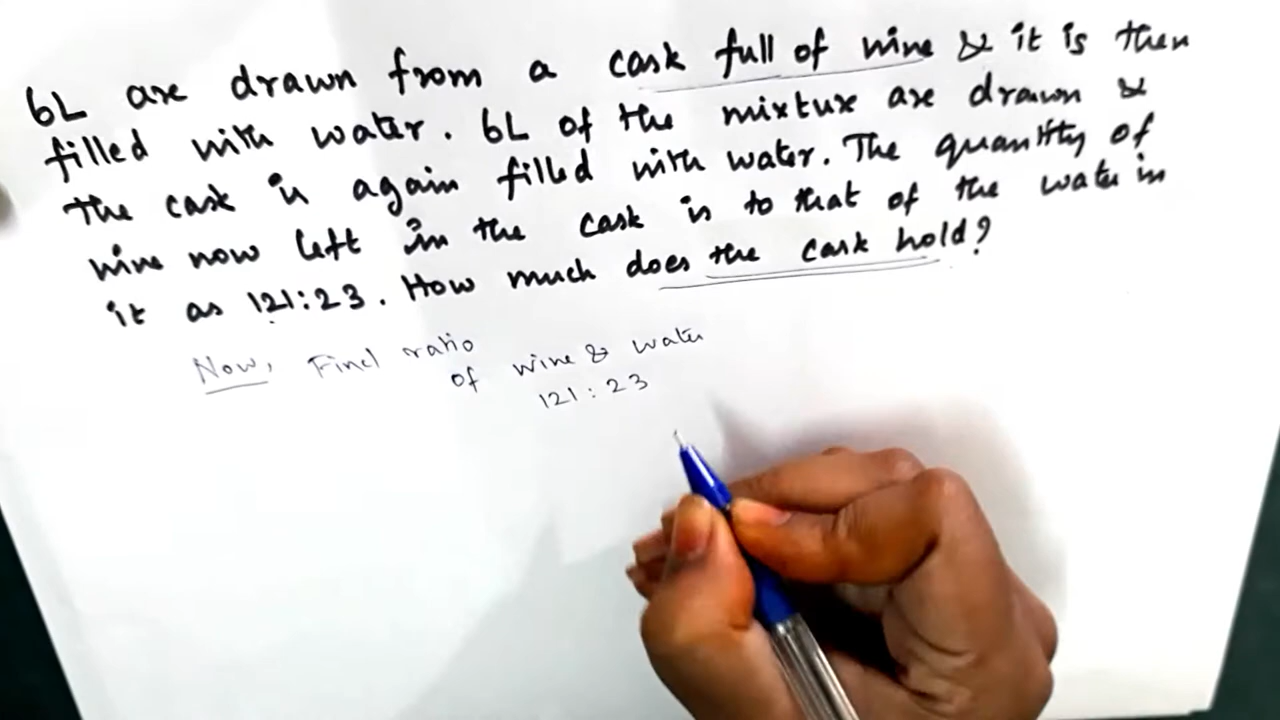 6L are drawn from a cask full of wine & it is then
filled with water. 6L of the mixture are drawn &
the cask is again filled with water. The quantity of
wine now left in the cask is to that of the water in
it as 121:23. How much does the cask hold?
Now, Final ratio
of wine & water
121 : 23